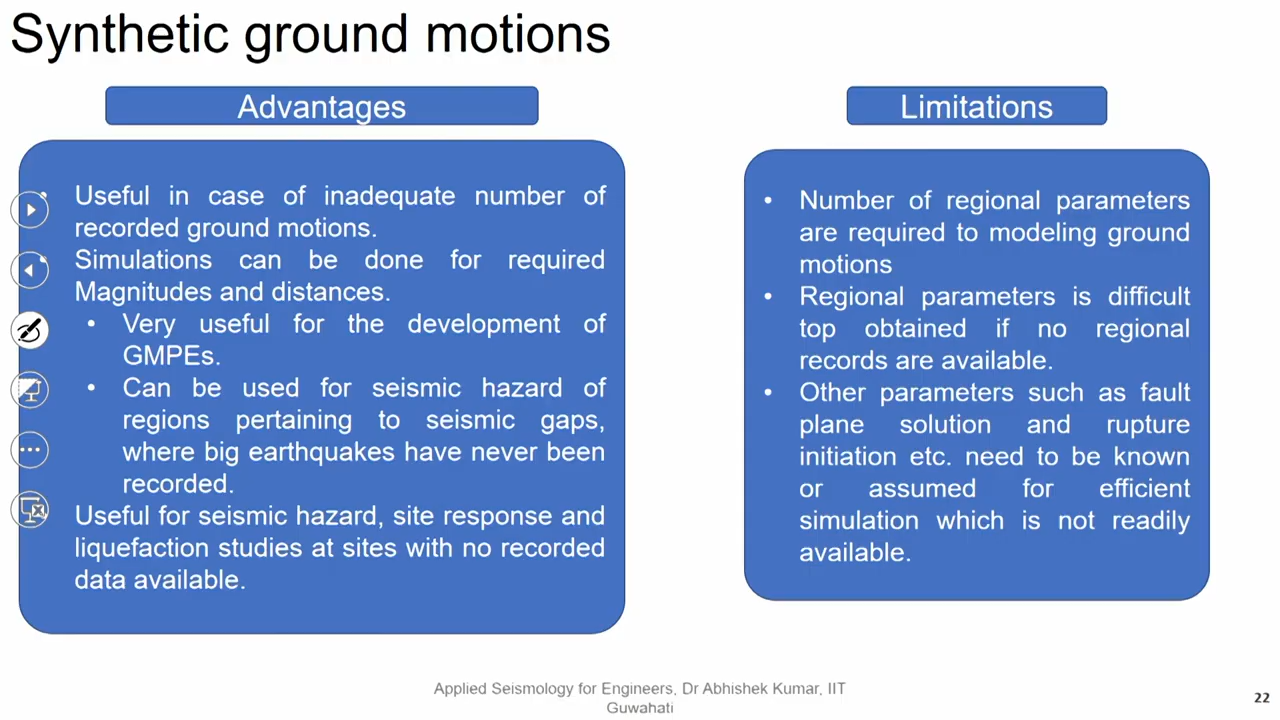 Synthetic ground motions
Advantages
Useful in case of inadequate number of
recorded ground motions.
Simulations can be done for required
Magnitudes and distances.
• Very useful for the development of
GMPEs.
• Can be used for seismic hazard of
regions pertaining to seismic gaps,
where big earthquakes have never been
recorded.
Useful for seismic hazard, site response and
liquefaction studies at sites with no recorded
data available.
Limitations
• Number of regional parameters
are required to modeling ground
motions
• Regional parameters is difficult
top obtained if no regional
records are available.
• Other parameters such as fault
plane solution and rupture
initiation etc. need to be known
or assumed for efficient
simulation which is not readily
available.
Applied Seismology for Engineers, Dr Abhishek Kumar, IIT
Guwahati
22